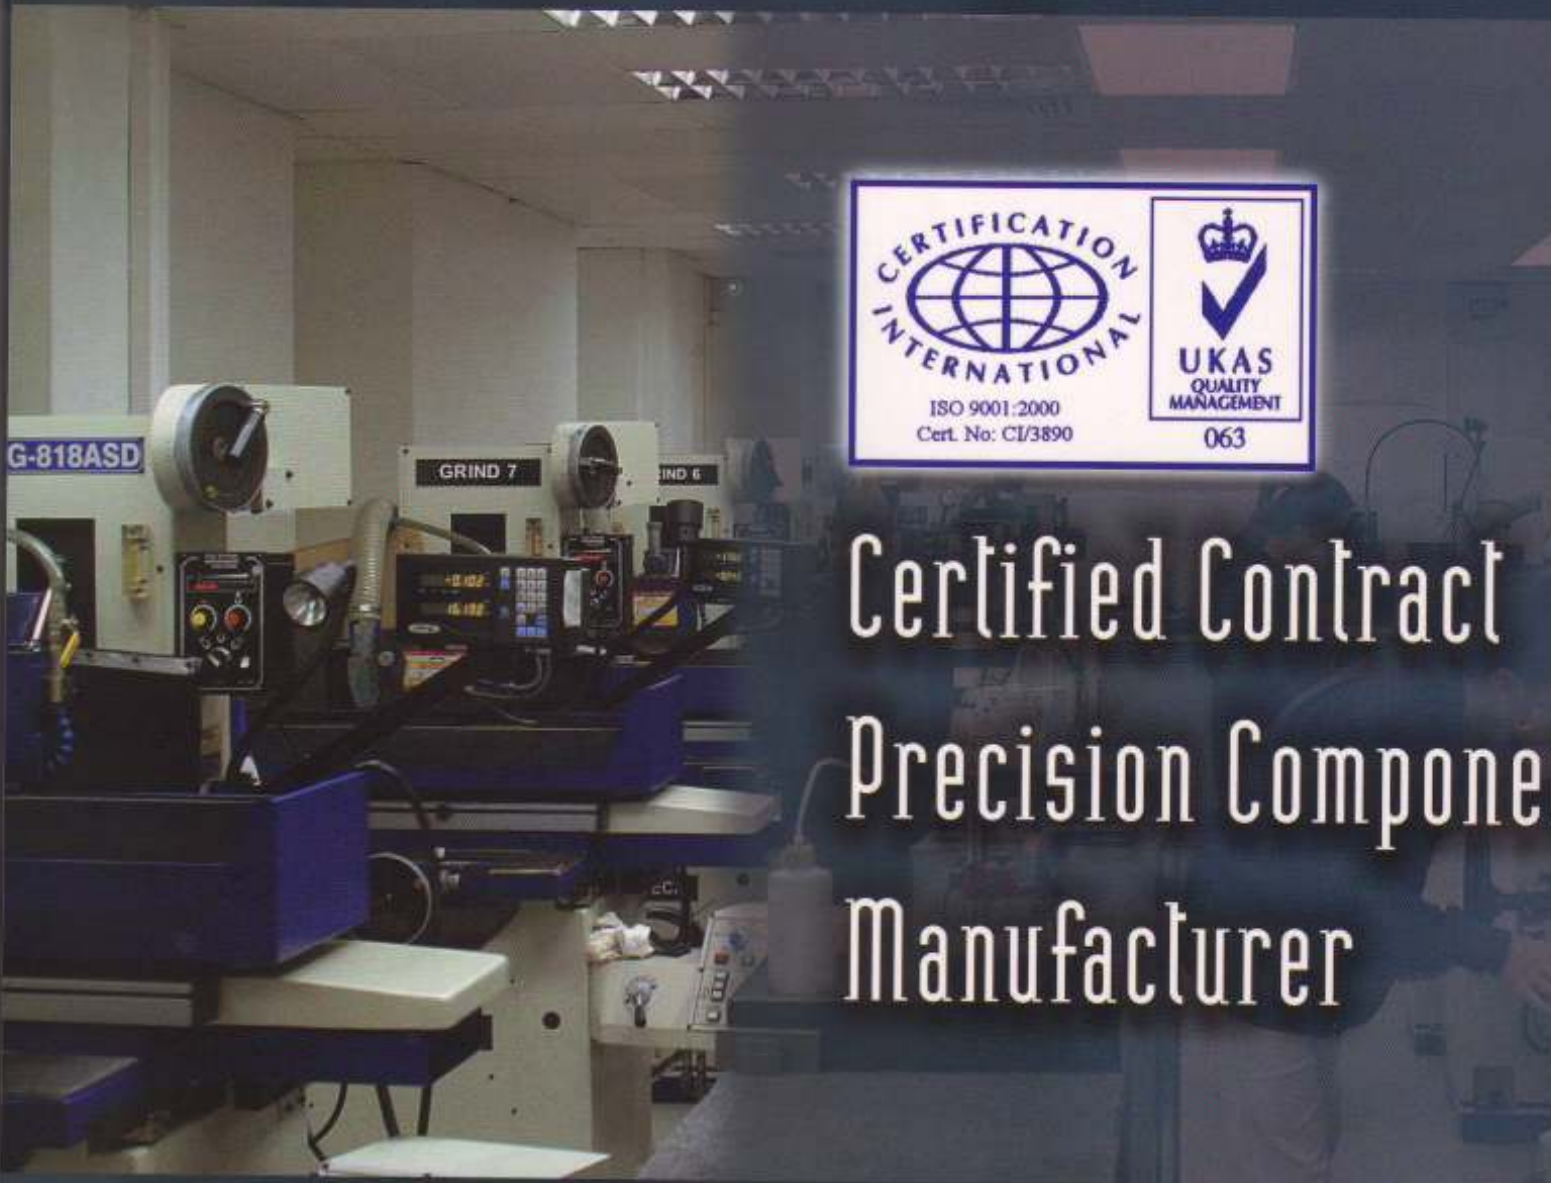 CERTIFICATION
INTERNATIONAL
ISO 9001:2000
Cert. No: CI/3890
UKAS
QUALITY
MANAGEMENT
063
G-818ASD
GRIND 7
IND 6
Certified Contract
Precision Compone
Manufacturer